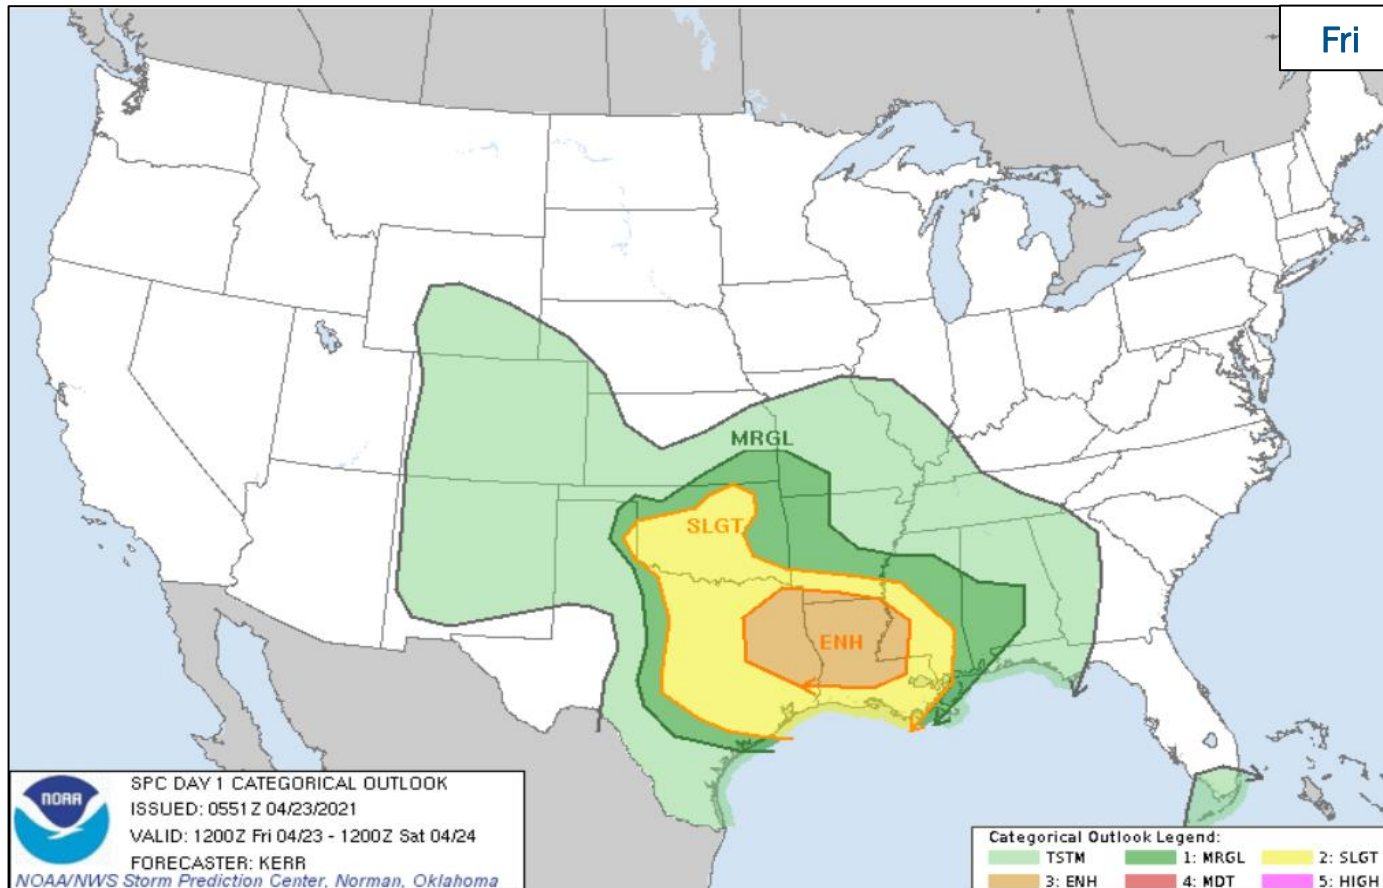 Fri
MRGL
SLGT
ENH
NOAA
SPC DAY 1 CATEGORICAL OUTLOOK
ISSUED: 0551Z 04/23/2021
VALID: 1200Z Fri 04/23 - 1200Z Sat 04/24
FORECASTER: KERR
NOAA/NWS Storm Prediction Center, Norman, Oklahoma
Categorical Outlook Legend:
TSTM 1: MRGL 2: SLGT
3: ENH 4: MDT 5: HIGH